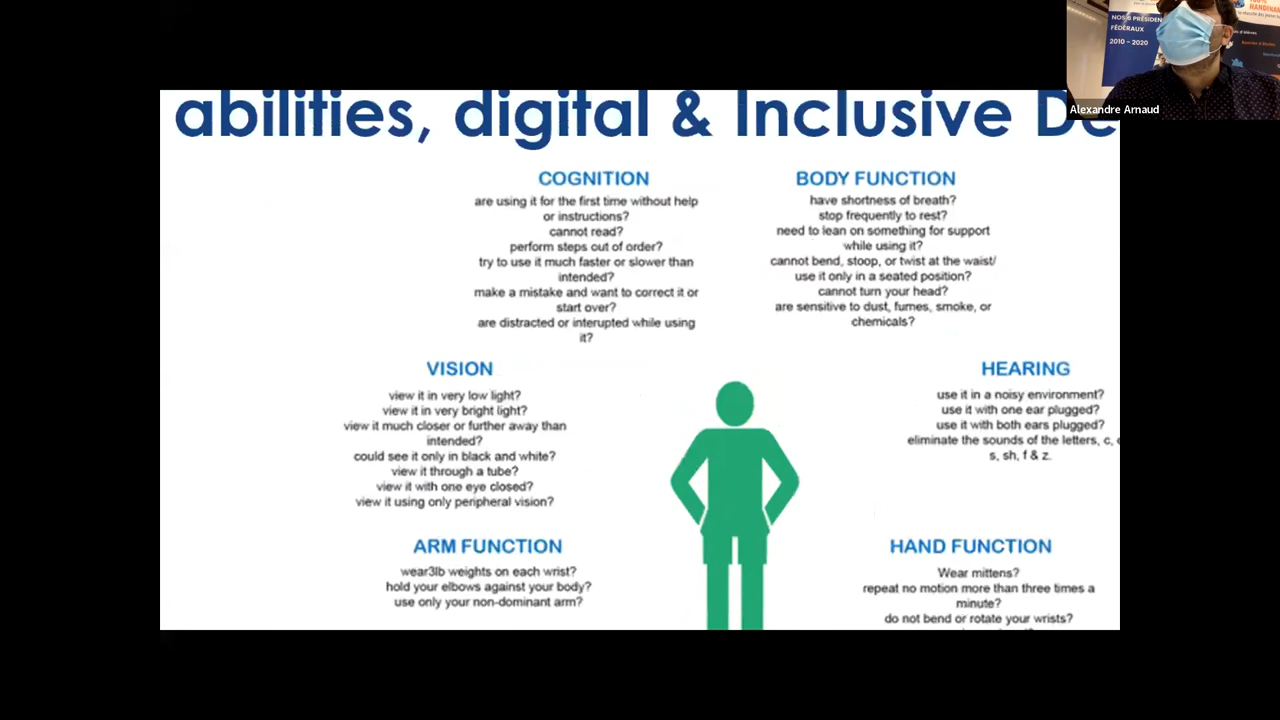 abilities, digital & Inclusive De
COGNITION
are using it for the first time without help
or instructions?
cannot read?
perform steps out of order?
try to use it much faster or slower than
intended?
make a mistake and want to correct it or
start over?
are distracted or interupted while using
it?
BODY FUNCTION
have shortness of breath?
stop frequently to rest?
need to lean on something for support
while using it?
cannot bend, stoop, or twist at the waist/
use it only in a seated position?
cannot turn your head?
are sensitive to dust, fumes, smoke, or
chemicals?
VISION
view it in very low light?
view it in very bright light?
view it much closer or further away than
intended?
could see it only in black and white?
view it through a tube?
view it with one eye closed?
view it using only peripheral vision?
HEARING
use it in a noisy environment?
use it with one ear plugged?
use it with both ears plugged?
eliminate the sounds of the letters, c,
s, sh, f & z.
ARM FUNCTION
wear3lb weights on each wrist?
hold your elbows against your body?
use only your non-dominant arm?
HAND FUNCTION
Wear mittens?
repeat no motion more than three times a
minute?
do not bend or rotate your wrists?
NOS 6 PRÉSIDEN
FÉDÉRAUX
2010 - 2020
Alexandre Arnaud